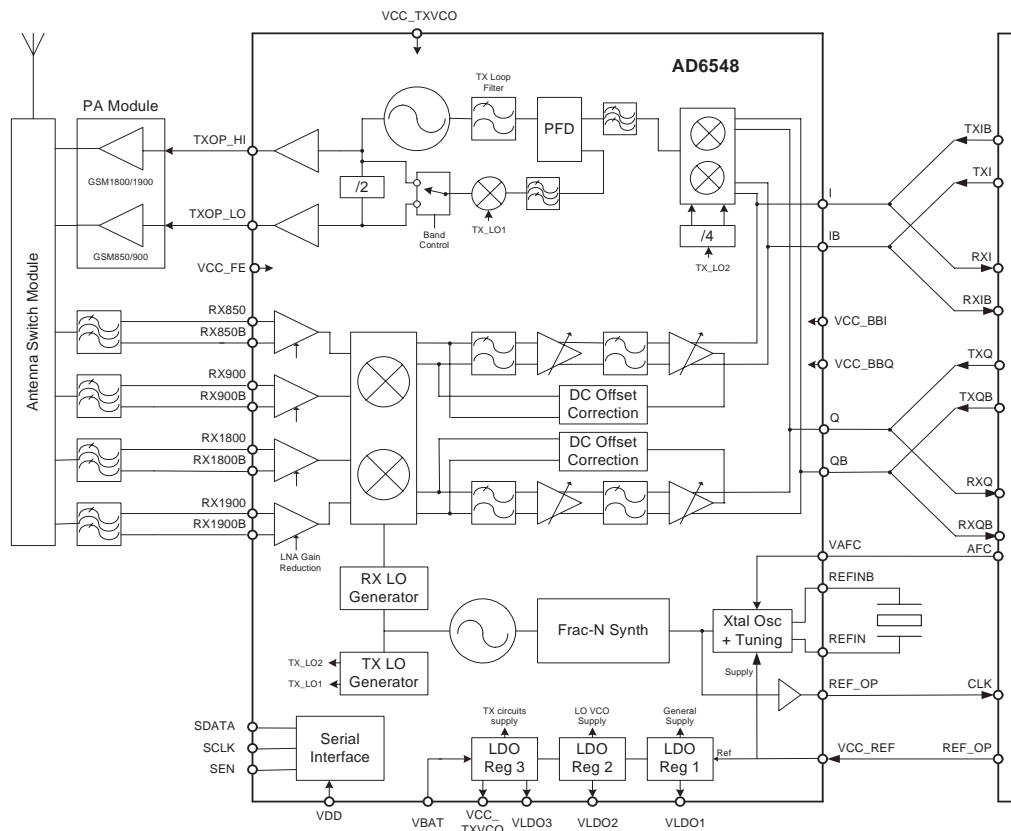 VCC_TXVCO
AD6548
TX Loop
Filter
PA Module
TXOP_HI
PFD
TXIB
GSM1800/1900
/2
TXI
TXOP_LO
I
Band
Control
TX_LO1
/4
IB
GSM850/900
TX_LO2
RXI
VCC_FE
RXIB
Antenna Switch Module
RX850
RX850B
VCC_BBI
TXQ
VCC_BBQ
RX900
RX900B
DC Offset
Correction
TXQB
Q
RX1800
RX1800B
DC Offset
Correction
QB
RXQ
RX1900
RX1900B
RXQB
LNA Gain
Reduction
VAFC
AFC
RX LO
Generator
REFINB
Frac-N Synth
Xtal Osc
+ Tuning
REFIN
TX_LO2
TX_LO1
TX LO
Generator
Supply
REF_OP
CLK
SDATA
SCLK
SEN
Serial
Interface
TX circuits
supply
LO VCO
Supply
General
Supply
LDO
Reg 3
LDO
Reg 2
LDO
Reg 1
Ref
VCC_REF
REF_OP
VDD
VBAT
VCC_
TXVCO
VLDO3
VLDO2
VLDO1